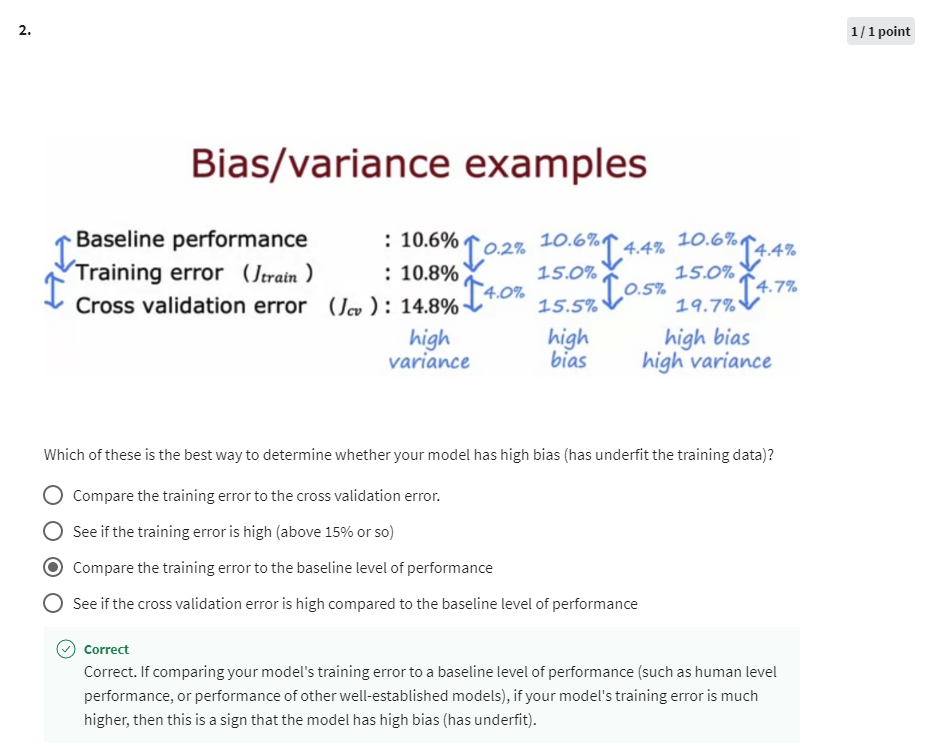 2.
1 / 1 point
Bias/variance examples
Baseline performance : 10.6% 0.2% 10.6% 4.4% 10.6% 4.4%
Training error (Jtrain ) : 10.8% 4.0% 15.0% 0.5% 15.0% 4.7%
Cross validation error (Jcv ) : 14.8% 15.5% 19.7%
high high high bias
variance bias high variance
Which of these is the best way to determine whether your model has high bias (has underfit the training data)?
Compare the training error to the cross validation error.
See if the training error is high (above 15% or so)
Compare the training error to the baseline level of performance
See if the cross validation error is high compared to the baseline level of performance
Correct
Correct. If comparing your model's training error to a baseline level of performance (such as human level
performance, or performance of other well-established models), if your model's training error is much
higher, then this is a sign that the model has high bias (has underfit).